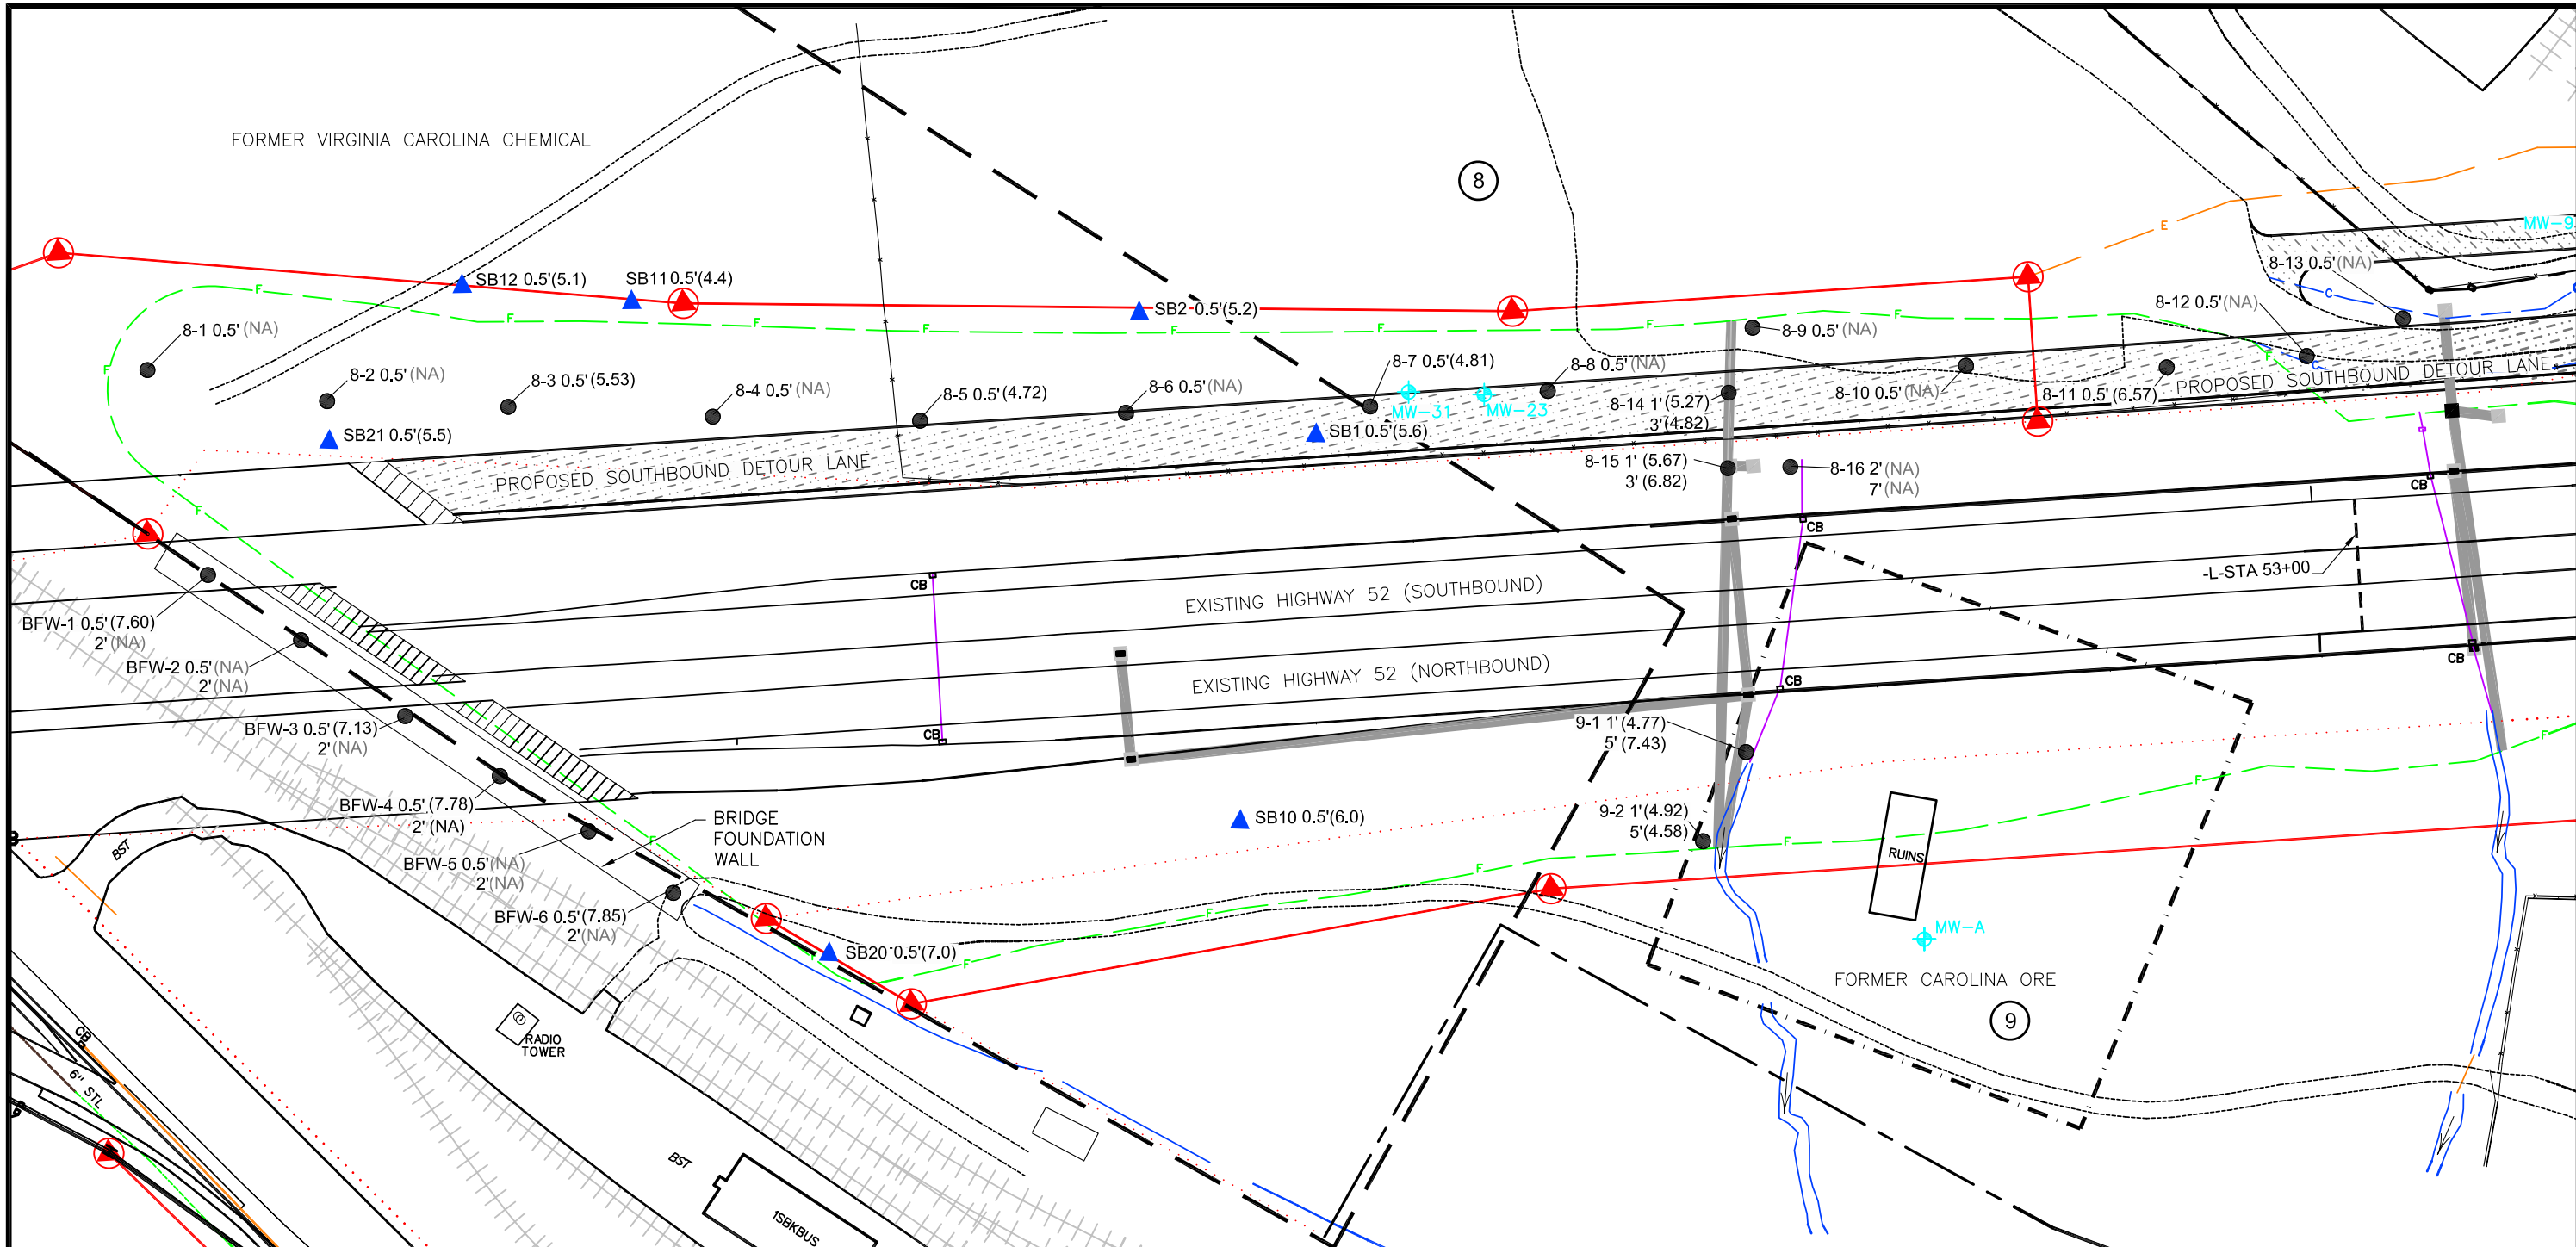 FORMER VIRGINIA CAROLINA CHEMICAL
8
E
MW-9
8-13 0.5'(NA)
SB12 0.5'(5.1)
SB11 0.5'(4.4)
SB2 0.5'(5.2)
F
F
F
F
F
F
F
F
C
8-12 0.5'(NA)
8-1 0.5' (NA)
8-9 0.5' (NA)
F
F
C
8-2 0.5' (NA)
8-3 0.5' (5.53)
8-4 0.5' (NA)
8-5 0.5' (4.72)
8-6 0.5' (NA)
8-7 0.5' (4.81)
8-8 0.5' (NA)
8-10 0.5' (NA)
8-11 0.5' (6.57)
PROPOSED SOUTHBOUND DETOUR LANE
MW-31
MW-23
8-14 1' (5.27)
3' (4.82)
SB21 0.5'(5.5)
SB1 0.5'(5.6)
PROPOSED SOUTHBOUND DETOUR LANE
8-15 1' (5.67)
3' (6.82)
8-16 2' (NA)
7' (NA)
CB
F
CB
-L-STA 53+00
CB
EXISTING HIGHWAY 52 (SOUTHBOUND)
BFW-1 0.5' (7.60)
2' (NA)
BFW-2 0.5' (NA)
2' (NA)
EXISTING HIGHWAY 52 (NORTHBOUND)
CB
CB
BFW-3 0.5' (7.13)
2' (NA)
CB
9-1 1' (4.77)
5' (7.43)
F
BFW-4 0.5' (7.78)
2' (NA)
BRIDGE
FOUNDATION
WALL
SB10 0.5'(6.0)
9-2 1' (4.92)
5' (4.58)
F
F
B
BST
BFW-5 0.5' (NA)
2' (NA)
F
RUINS
BFW-6 0.5' (7.85)
2' (NA)
F
MW-A
SB20 0.5'(7.0)
F
F
FORMER CAROLINA ORE
9
RADIO
TOWER
CB
6" STL
BST
1SBKBUS